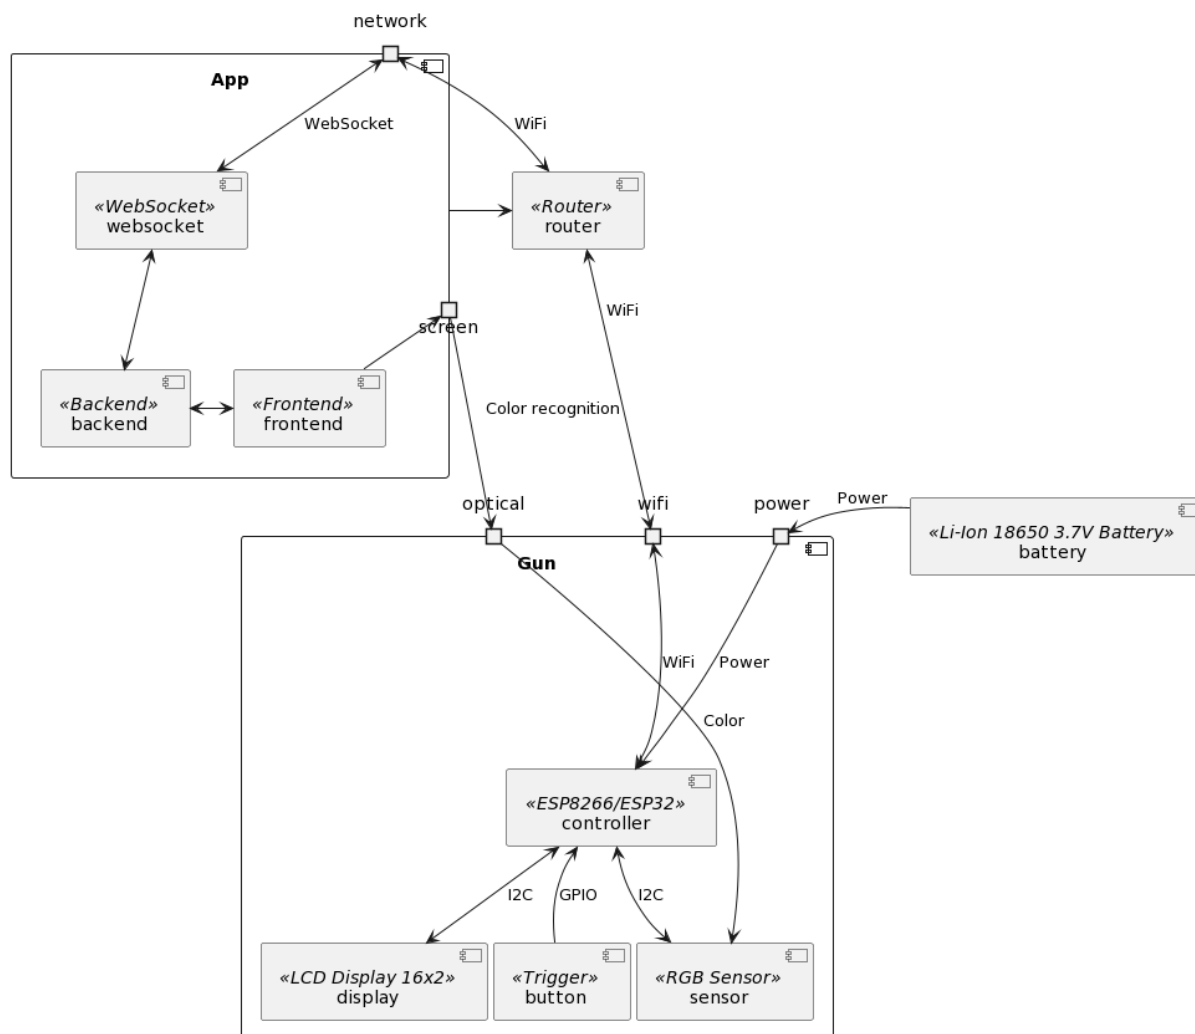 network
App
WebSocket
WiFi
«WebSocket»
websocket
«Router»
router
WiFi
screen
«Backend»
backend
«Frontend»
frontend
Color recognition
optical
wifi
power
Power
«Li-Ion 18650 3.7V Battery»
battery
Gun
WiFi
Power
Color
«ESP8266/ESP32»
controller
I2C
GPIO
I2C
«LCD Display 16x2»
display
«Trigger»
button
«RGB Sensor»
sensor